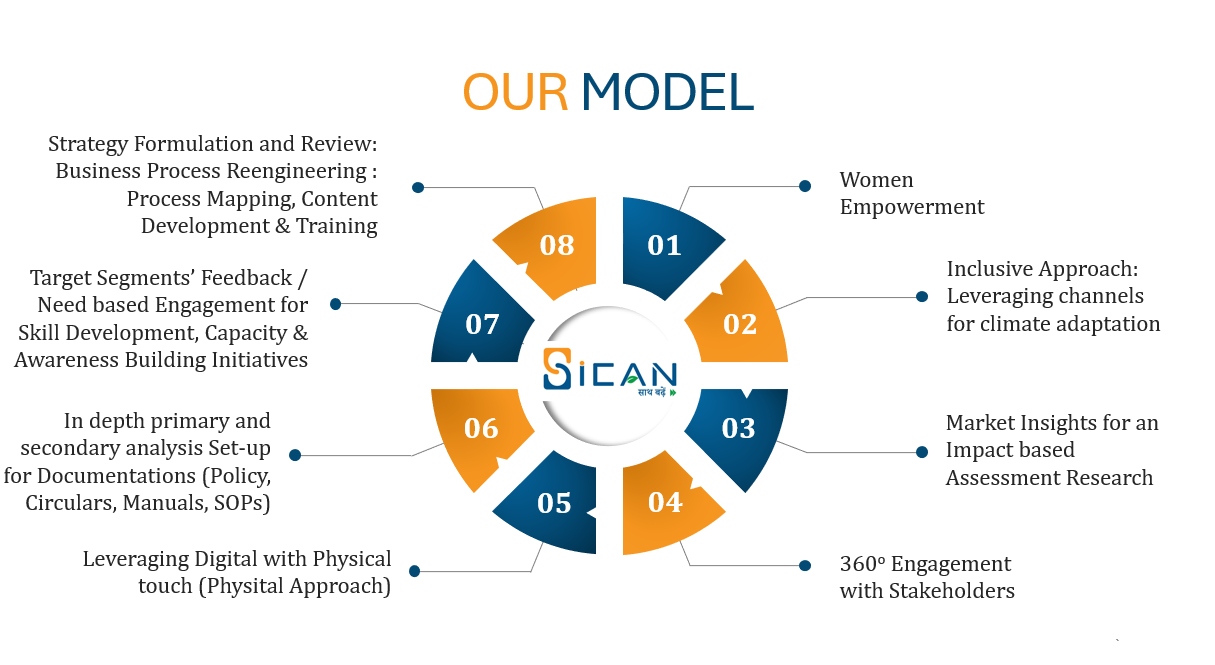 OUR MODEL
01
Women
Empowerment
02
Inclusive Approach:
Leveraging channels
for climate adaptation
03
Market Insights for an
Impact based
Assessment Research
04
360º Engagement
with Stakeholders
05
Leveraging Digital with Physical
touch (Physital Approach)
06
In depth primary and
secondary analysis Set-up
for Documentations (Policy,
Circulars, Manuals, SOPs)
07
Target Segments’ Feedback /
Need based Engagement for
Skill Development, Capacity &
Awareness Building Initiatives
08
Strategy Formulation and Review:
Business Process Reengineering :
Process Mapping, Content
Development & Training
SiCAN
साथ बढ़ें
`